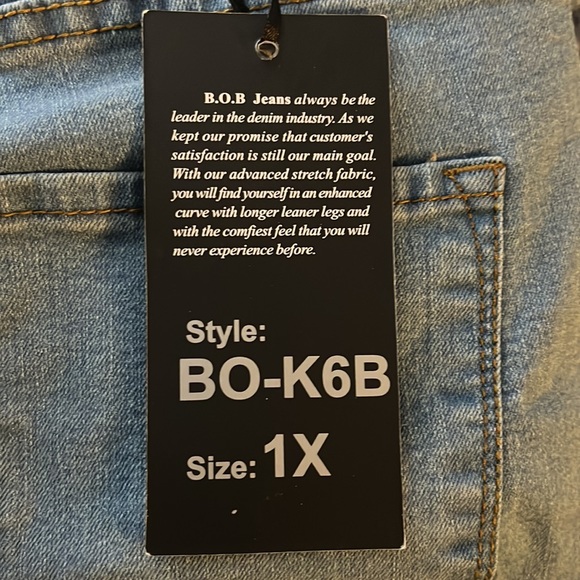 B.O.B Jeans always be the
leader in the denim industry. As we
kept our promise that customer's
satisfaction is still our main goal.
With our advanced stretch fabric,
you will find yourself in an enhanced
curve with longer leaner legs and
with the comfiest feel that you will
never experience before.
Style:
BO-K6B
Size: 1X